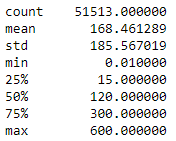 count 51513.000000
mean 168.461289
std 185.567019
min 0.010000
25% 15.000000
50% 120.000000
75% 300.000000
max 600.000000